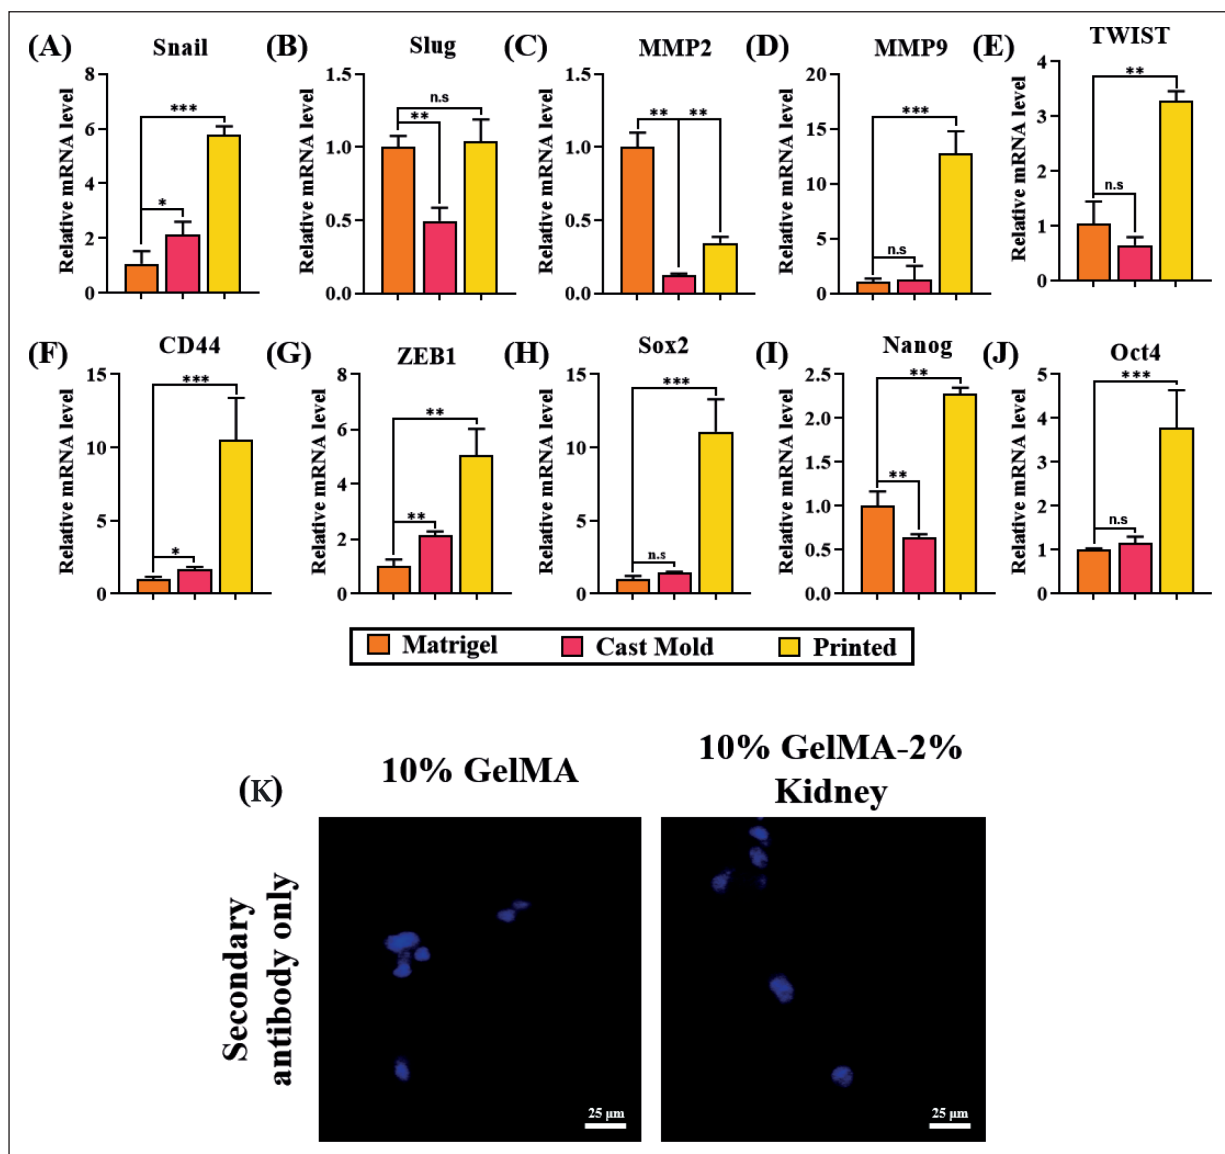 (A) Snail
Relative mRNA level
8
6
4
2
0
***
*
(B) Slug
Relative mRNA level
1.5
1.0
0.5
0.0
n.s
**
(C) MMP2
Relative mRNA level
1.5
1.0
0.5
0.0
** **
(D) MMP9
Relative mRNA level
20
15
10
5
0
***
n.s
(E) TWIST
Relative mRNA level
4
3
2
1
0
**
n.s
(F) CD44
Relative mRNA level
15
10
5
0
***
*
(G) ZEB1
Relative mRNA level
8
6
4
2
0
**
**
(H) Sox2
Relative mRNA level
15
10
5
0
***
n.s
(I) Nanog
Relative mRNA level
2.5
2.0
1.5
1.0
0.5
0.0
**
**
(J) Oct4
Relative mRNA level
5
4
3
2
1
0
***
n.s
Matrigel Cast Mold Printed
(K)
10% GelMA
10% GelMA-2%
Kidney
Secondary
antibody only
25 μm
25 μm